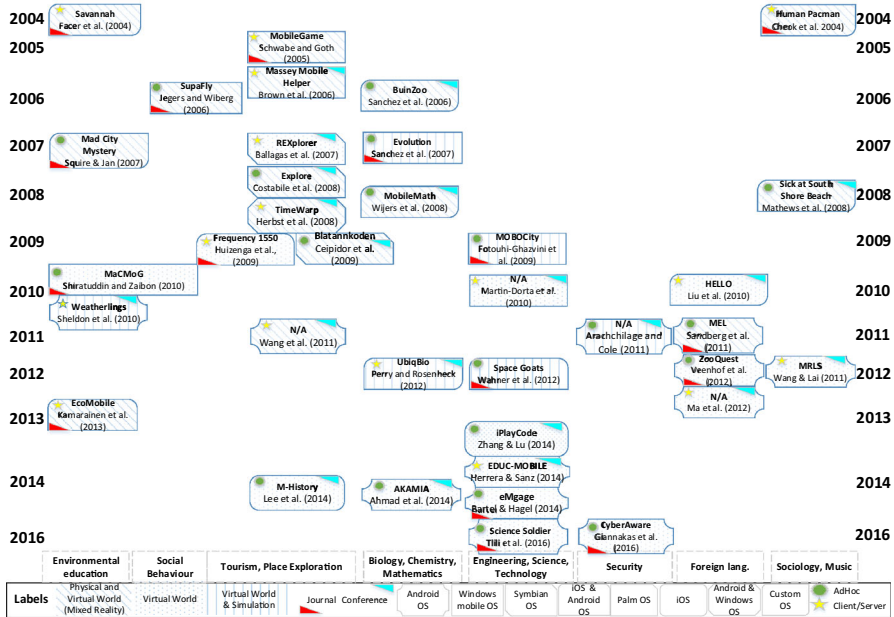 2004
Savannah
Facer et al. (2004)
Human Pacman
Cheok et al. 2004)
2004
2005
MobileGame
Schwabe and Goth
(2005)
2005
Massey Mobile
Helper
Brown et al. (2006)
2006
SupaFly
Jegers and Wiberg
(2006)
BuinZoo
Sanchez et al. (2006)
2006
2007
Mad City
Mystery
Squire & Jan (2007)
REXplorer
Ballagas et al. (2007)
Evolution
Sanchez et al. (2007)
2007
Explore
Costabile et al. (2008)
2008
TimeWarp
Herbst et al. (2008)
MobileMath
Wijers et al. (2008)
Sick at South
Shore Beach
Mathews et al. (2008)
2008
2009
Frequency 1550
Huizenga et al.,
(2009)
Blatannkoden
Ceipidor et al.
(2009)
MOBOCity
Fotouhi-Ghazvini et
al. (2009)
2009
2010
MaCMoG
Shiratuddin and Zaibon (2010)
N/A
Martin-Dorta et al.
(2010)
HELLO
Liu et al. (2010)
2010
Weatherlings
Sheldon et al. (2010)
2011
N/A
Wang et al. (2011)
N/A
Arachchilage and
Cole (2011)
MEL
Sandberg et al.
(2011)
2011
2012
UbiqBio
Perry and Rosenheck
(2012)
Space Goats
Wahner et al. (2012)
ZooQuest
Veenhof et al.
(2012)
MRLS
Wang & Lai (2011)
2012
2013
EcoMobile
Kamarainen et al.
(2013)
N/A
Ma et al. (2012)
2013
iPlayCode
Zhang & Lu (2014)
2014
EDUC-MOBILE
Herrera & Sanz (2014)
2014
M-History
Lee et al. (2014)
AKAMIA
Ahmad et al. (2014)
eMgage
Bartel & Hagel (2014)
2016
Science Soldier
Tlili et al. (2016)
CyberAware
Giannakas et al.
(2016)
2016
Environmental
education
Social
Behaviour
Tourism, Place Exploration
Biology, Chemistry,
Mathematics
Engineering, Science,
Technology
Security
Foreign lang.
Sociology, Music
Labels
Physical and
Virtual World
(Mixed Reality)
Virtual World
Virtual World
& Simulation
Journal
Conference
Android
OS
Windows
mobile OS
Symbian
OS
iOS &
Android
OS
Palm OS
iOS
Android &
Windows
OS
Custom
OS
AdHoc
Client/Server